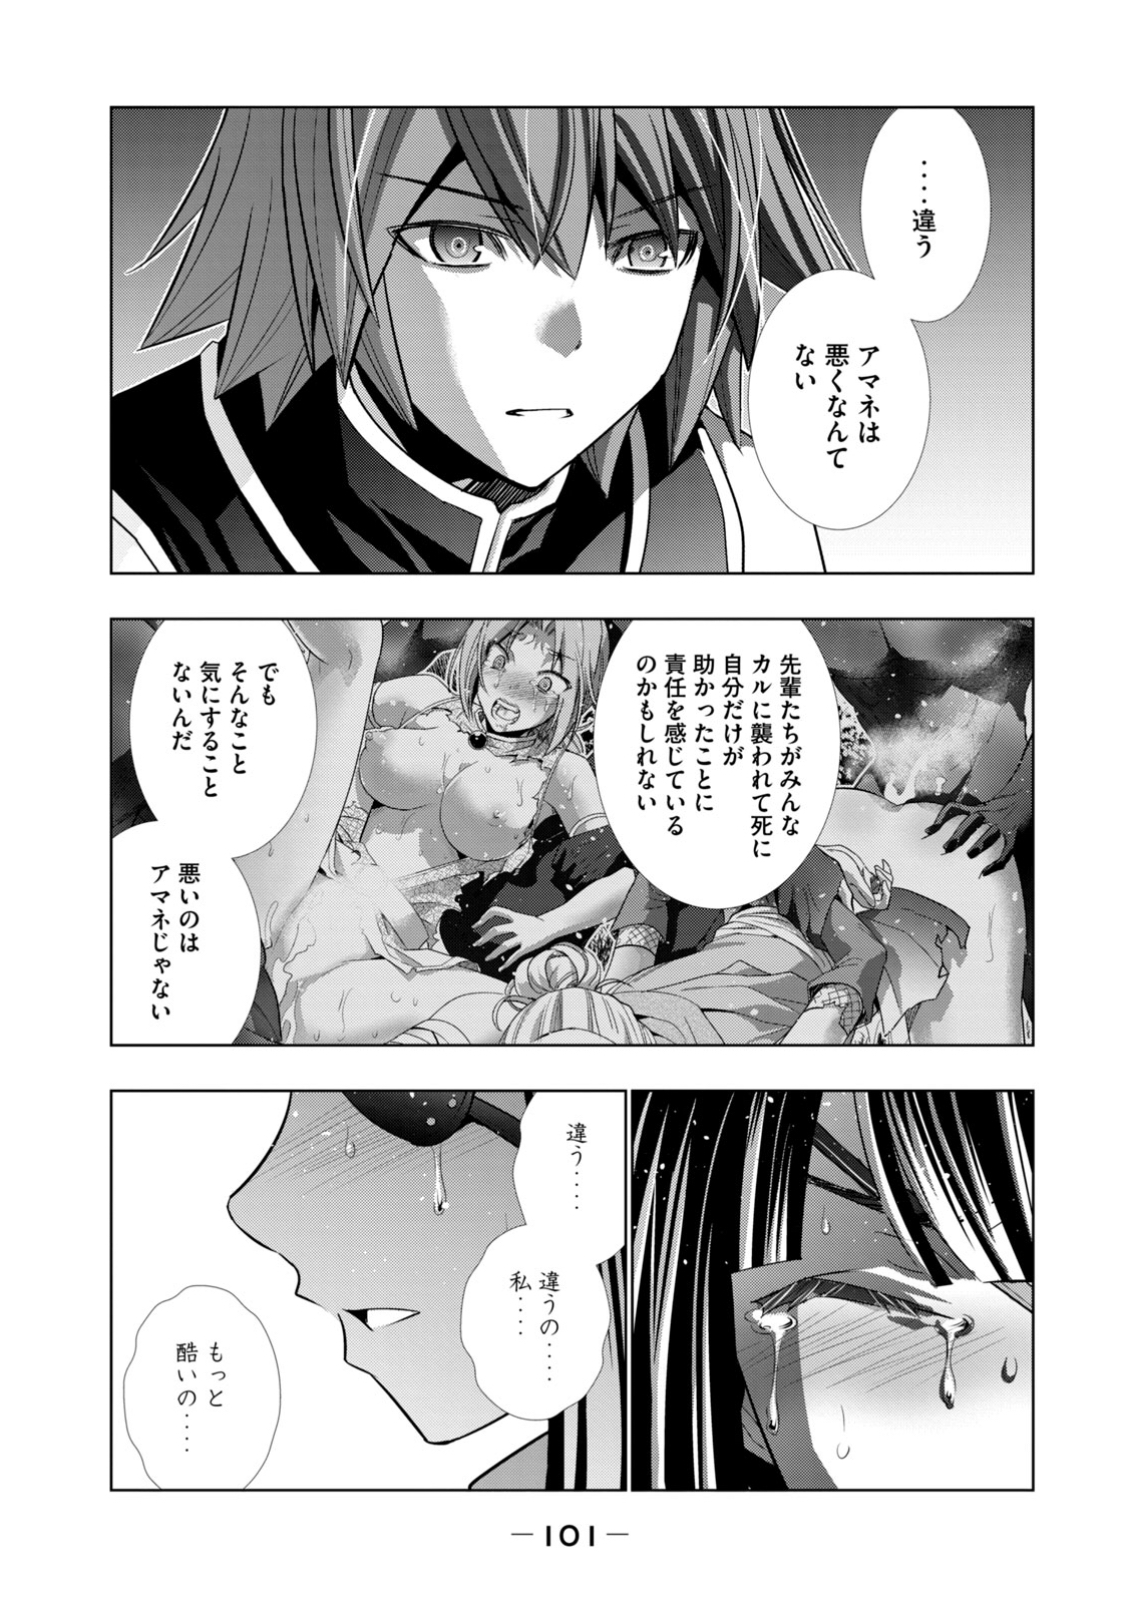 ‥‥違う
アマネは
悪くなんて
ない
先輩たちがみんな
カルに襲われて死に
自分だけが
助かったことに
責任を感じている
のかもしれない
でも
そんなこと
気にすること
ないんだ
悪いのは
アマネじゃない
違う‥‥
違うの‥‥
私‥‥
もっと
酷いの‥‥
— 101 —